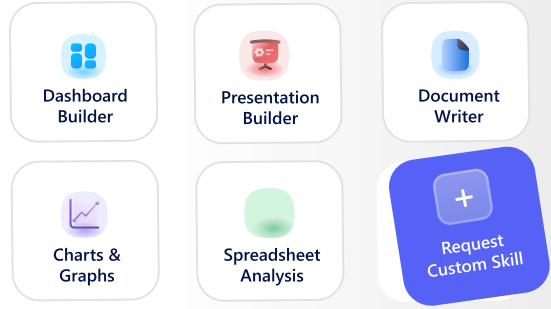 Dashboard
Builder
Presentation
Builder
Document
Writer
Charts &
Graphs
Spreadsheet
Analysis
Request
Custom Skill